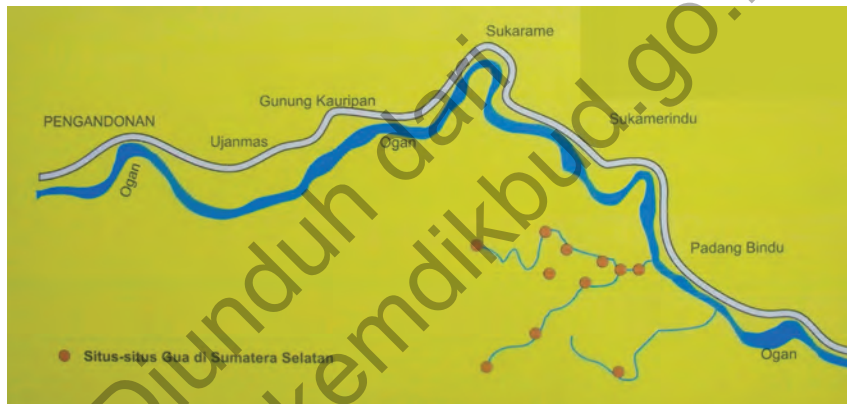 Sukarame
Gunung Kauripan
PENGANDONAN
Sukamerindu
Ujanmas
Ogan
Ogan
Padang Bindu
Situs-situs Gua di Sumatera Selatan
Ogan
Diunduh dari
kemdikbud.go.